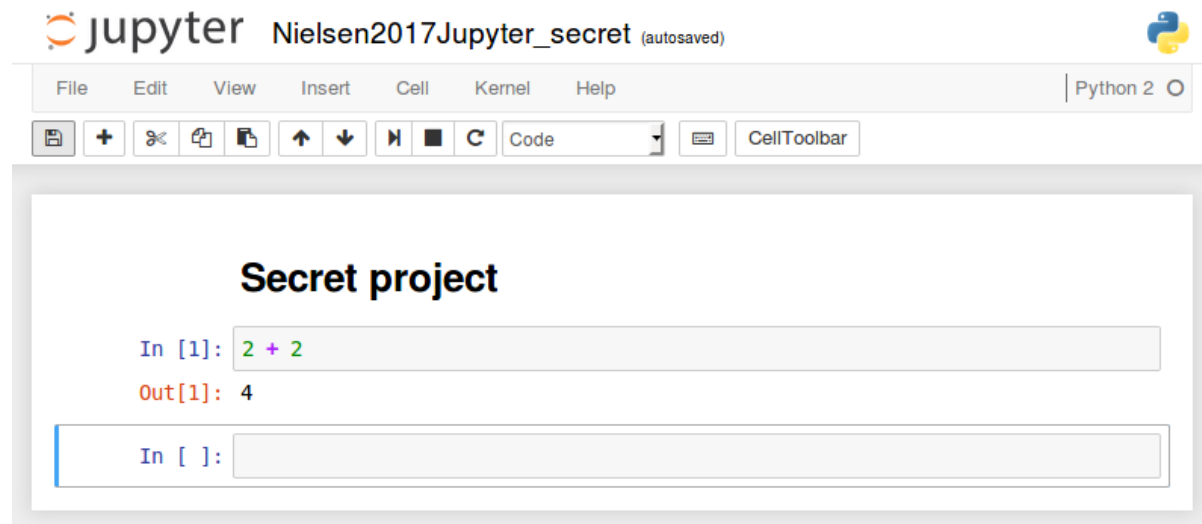 jupyter Nielsen2017Jupyter_secret (autosaved)
File Edit View Insert Cell Kernel Help Python 2
Code CellToolbar
Secret project
In [1]: 2 + 2
Out[1]: 4
In [ ]: